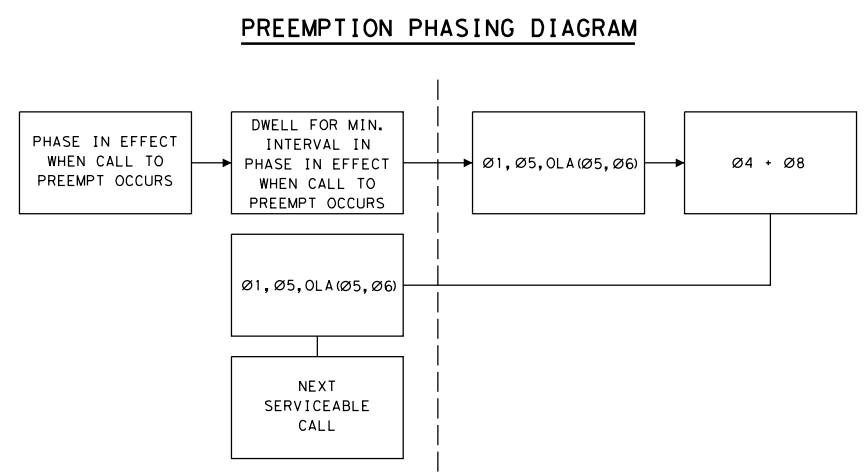 PREEMPTION PHASING DIAGRAM
PHASE IN EFFECT
WHEN CALL TO
PREEMPT OCCURS
DWELL FOR MIN.
INTERVAL IN
PHASE IN EFFECT
WHEN CALL TO
PREEMPT OCCURS
Ø1,Ø5,OLA(Ø5,Ø6)
Ø4 + Ø8
Ø1,Ø5,OLA(Ø5,Ø6)
NEXT
SERVICEABLE
CALL